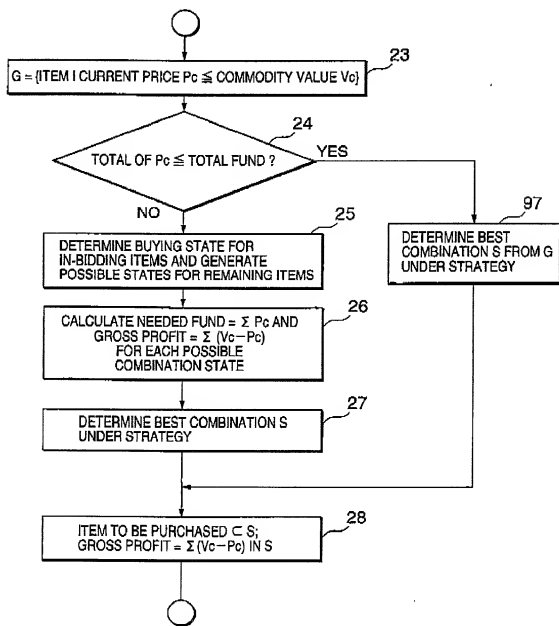 23
G = {ITEM I CURRENT PRICE Pc ≦ COMMODITY VALUE Vc}
24
TOTAL OF Pc ≦ TOTAL FUND ?
YES
NO
25
DETERMINE BUYING STATE FOR
IN-BIDDING ITEMS AND GENERATE
POSSIBLE STATES FOR REMAINING ITEMS
97
DETERMINE BEST
COMBINATION S FROM G
UNDER STRATEGY
26
CALCULATE NEEDED FUND = Σ Pc AND
GROSS PROFIT = Σ (Vc−Pc)
FOR EACH POSSIBLE
COMBINATION STATE
27
DETERMINE BEST COMBINATION S
UNDER STRATEGY
28
ITEM TO BE PURCHASED ⊂ S;
GROSS PROFIT = Σ (Vc−Pc) IN S